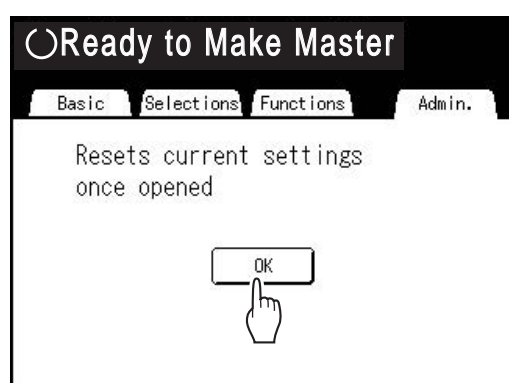 Ready to Make Master
Basic Selections Functions Admin.
Resets current settings
once opened
OK